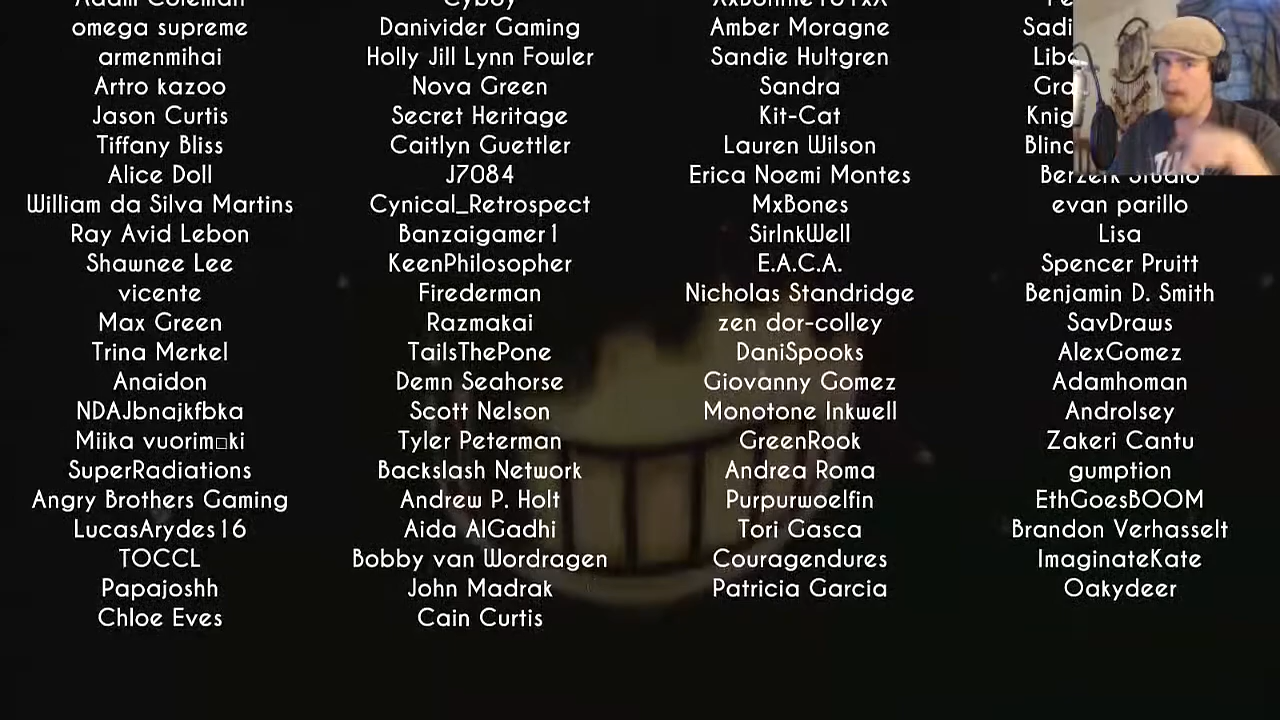 omega supreme
armenmihai
Artro kazoo
Jason Curtis
Tiffany Bliss
Alice Doll
William da Silva Martins
Ray Avid Lebon
Shawnee Lee
vicente
Max Green
Trina Merkel
Anaidon
NDAJbnajkfbka
Miika vuorim□ki
SuperRadiations
Angry Brothers Gaming
LucasArydes16
TOCCL
Papajoshh
Chloe Eves
Danivider Gaming
Holly Jill Lynn Fowler
Nova Green
Secret Heritage
Caitlyn Guettler
J7084
Cynical_Retrospect
Banzaigamer1
KeenPhilosopher
Firederman
Razmakai
TailsThePone
Demn Seahorse
Scott Nelson
Tyler Peterman
Backslash Network
Andrew P. Holt
Aida AlGadhi
Bobby van Wordragen
John Madrak
Cain Curtis
Amber Moragne
Sandie Hultgren
Sandra
Kit-Cat
Lauren Wilson
Erica Noemi Montes
MxBones
SirInkWell
E.A.C.A.
Nicholas Standridge
zen dor-colley
DaniSpooks
Giovanny Gomez
Monotone Inkwell
GreenRook
Andrea Roma
Purpurwoelfin
Tori Gasca
Couragendures
Patricia Garcia
Berzerk Studio
evan parillo
Lisa
Spencer Pruitt
Benjamin D. Smith
SavDraws
AlexGomez
Adamhoman
Androlsey
Zakeri Cantu
gumption
EthGoesBOOM
Brandon Verhasselt
ImaginateKate
Oakydeer